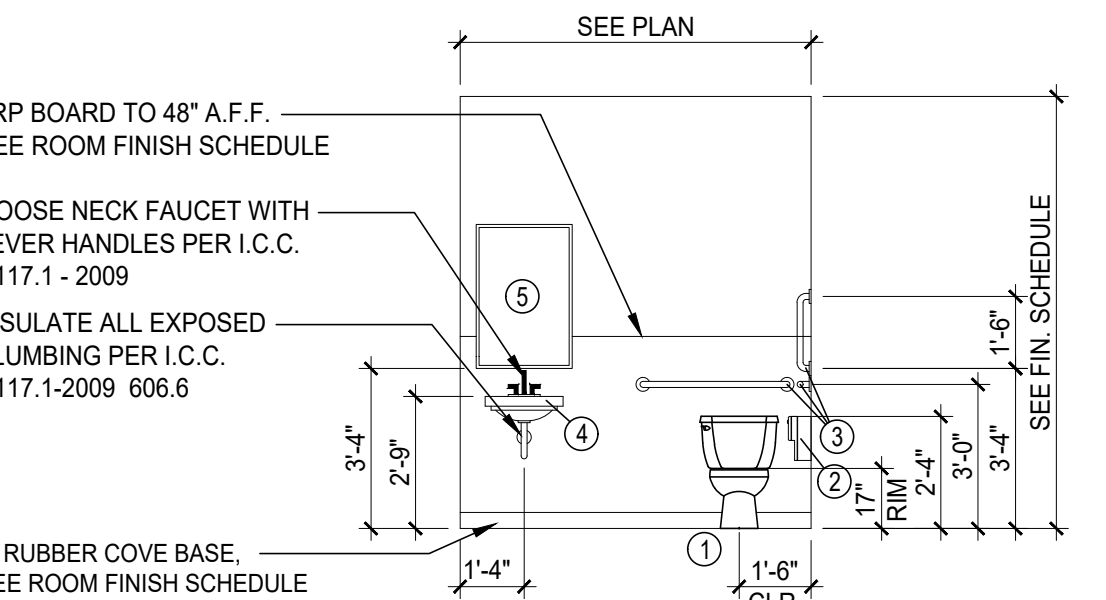 SEE PLAN
RP BOARD TO 48" A.F.F.
EE ROOM FINISH SCHEDULE
OOSE NECK FAUCET WITH
EVER HANDLES PER I.C.C.
117.1 - 2009
SULATE ALL EXPOSED
LUMBING PER I.C.C.
117.1-2009 606.6
RUBBER COVE BASE,
EE ROOM FINISH SCHEDULE
3'-4"
2'-9"
1'-4"
5
4
3
2
1
1'-6"
CLR
17"
RIM
2'-4"
3'-0"
3'-4"
1'-6"
SEE FIN. SCHEDULE